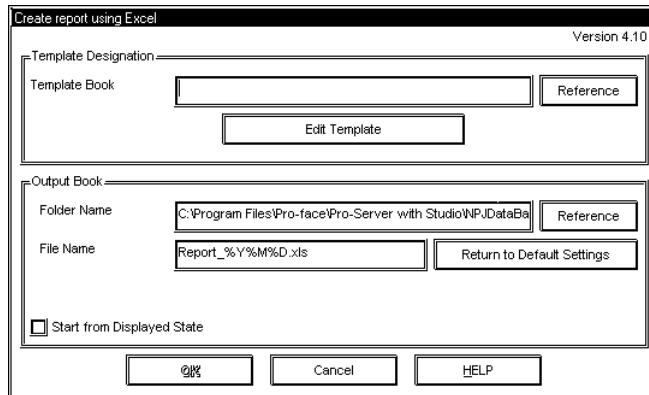 Create report using Excel
Version 4.10
Template Designation
Template Book
Reference
Edit Template
Output Book
Folder Name
C:\Program Files\Pro-face\Pro-Server with Studio\NPJDataBa
Reference
File Name
Report_%Y%M%D.xls
Return to Default Settings
Start from Displayed State
OK
Cancel
HELP